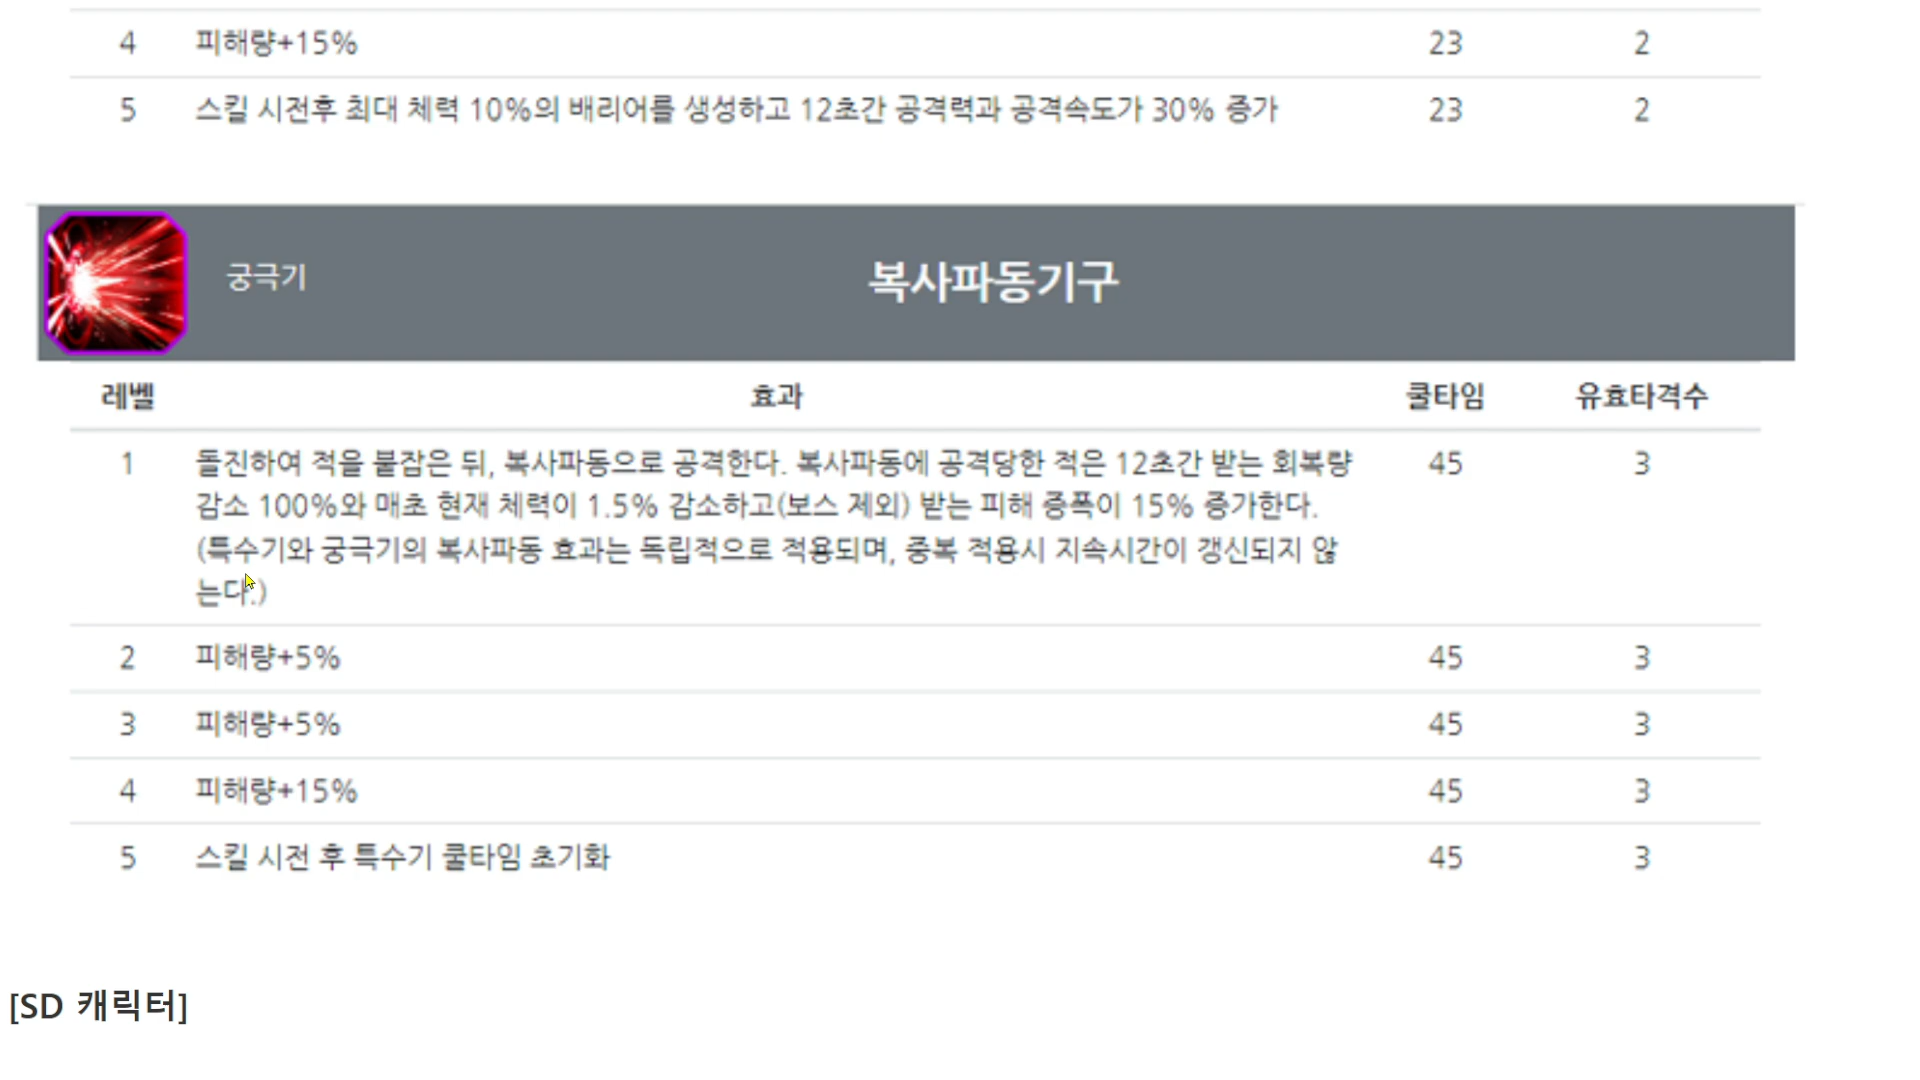 4 피해량+15% 23 2
5 스킬 시전후 최대 체력 10%의 배리어를 생성하고 12초간 공격력과 공격속도가 30% 증가 23 2
궁극기 복사파동기구
레벨 효과 쿨타임 유효타격수
1 돌진하여 적을 붙잡은 뒤, 복사파동으로 공격한다. 복사파동에 공격당한 적은 12초간 받는 회복량 45 3
감소 100%와 매초 현재 체력이 1.5% 감소하고(보스 제외) 받는 피해 증폭이 15% 증가한다.
(특수기와 궁극기의 복사파동 효과는 독립적으로 적용되며, 중복 적용시 지속시간이 갱신되지 않
는다.)
2 피해량+5% 45 3
3 피해량+5% 45 3
4 피해량+15% 45 3
5 스킬 시전 후 특수기 쿨타임 초기화 45 3
[SD 캐릭터]